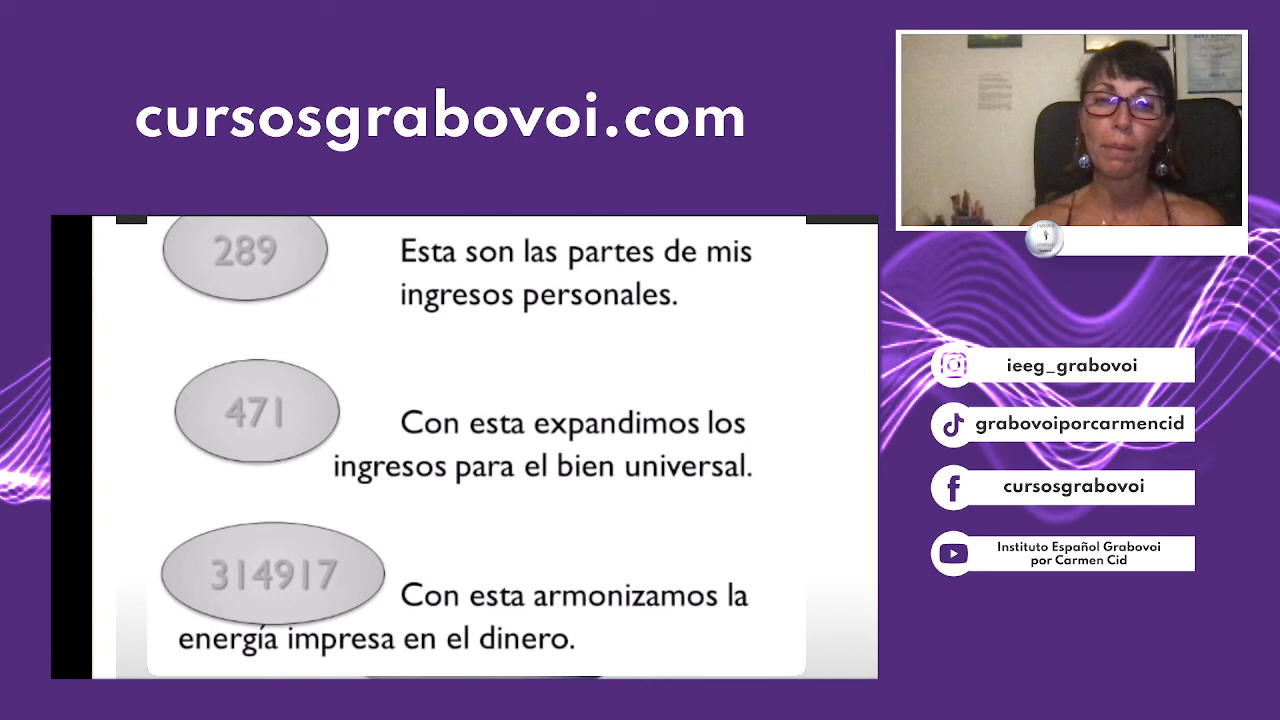 cursosgrabovoi.com
289
Esta son las partes de mis
ingresos personales.
471
Con esta expandimos los
ingresos para el bien universal.
314917
Con esta armonizamos la
energía impresa en el dinero.
ieeg_grabovoi
grabovoiporcarmencid
cursosgrabovoi
Instituto Español Grabovoi
por Carmen Cid